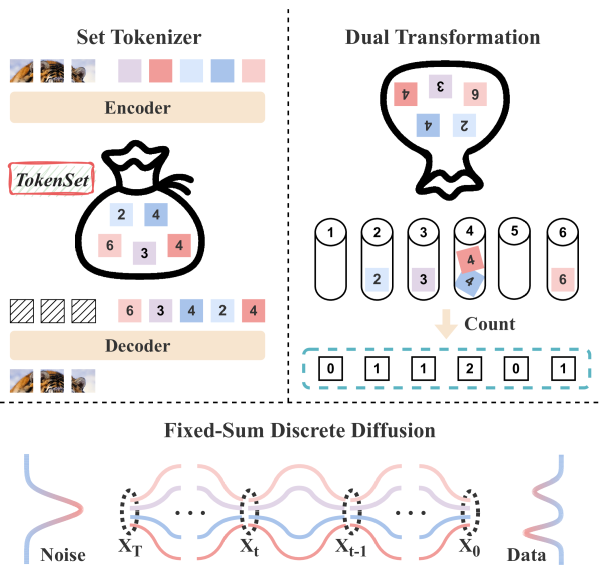 Set Tokenizer
Encoder
TokenSet
2 4
6 3 4
6 3 4 2 4
Decoder
Dual Transformation
4 3 6
4 2
1 2 3 4 5 6
4
2 3 4 6
Count
0 1 1 2 0 1
Fixed-Sum Discrete Diffusion
... ...
Noise X_T X_t X_t-1 X_0 Data